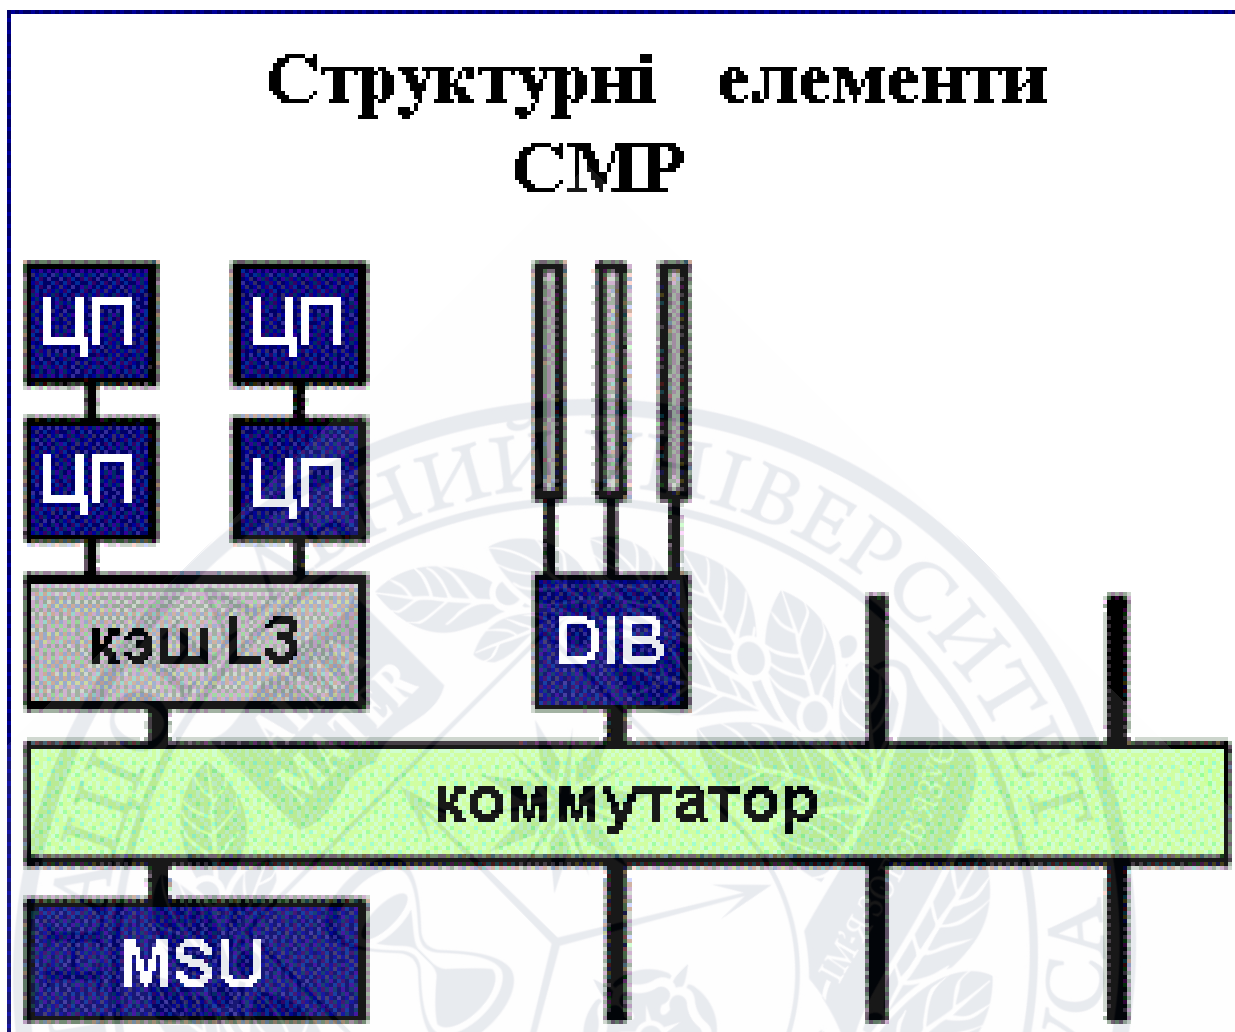 Структурні елементи
СМР
ЦП ЦП
ЦП ЦП
кэш L3
DIB
коммутатор
MSU